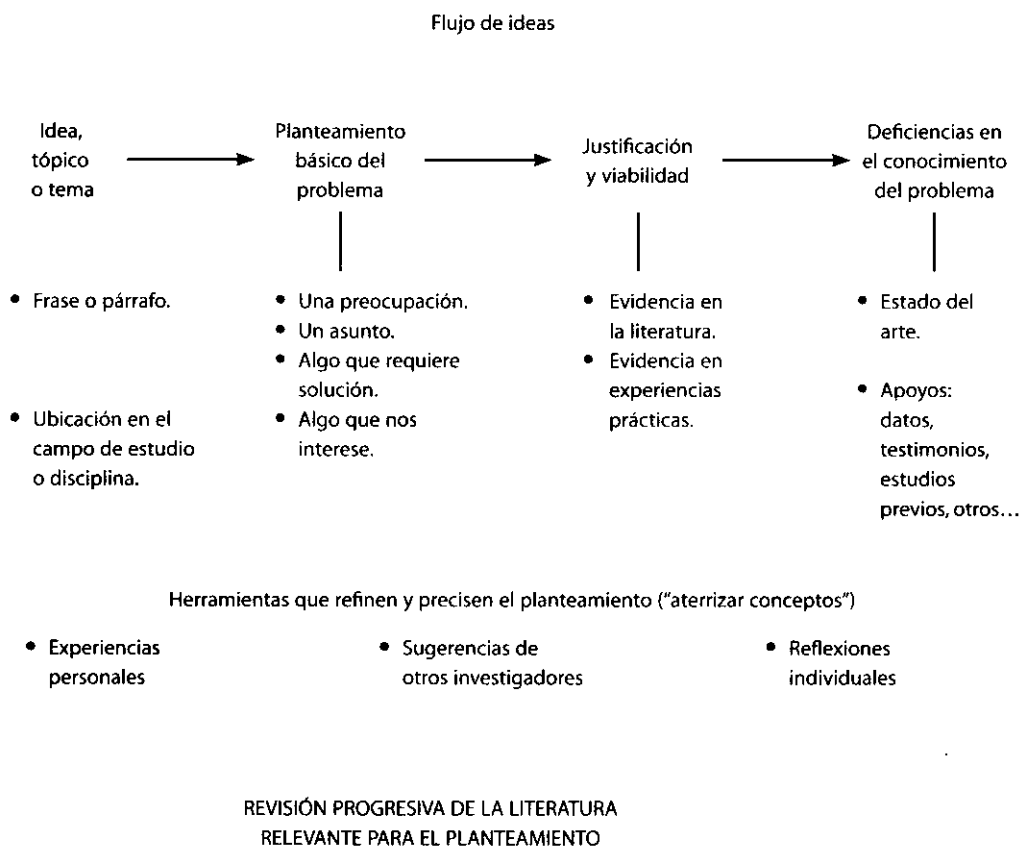 Flujo de ideas
Idea,
tópico
o tema
Planteamiento
básico del
problema
Justificación
y viabilidad
Deficiencias en
el conocimiento
del problema
• Frase o párrafo.
• Ubicación en el
campo de estudio
o disciplina.
• Una preocupación.
• Un asunto.
• Algo que requiere
solución.
• Algo que nos
interese.
• Evidencia en
la literatura.
• Evidencia en
experiencias
prácticas.
• Estado del
arte.
• Apoyos:
datos,
testimonios,
estudios
previos, otros...
Herramientas que refinen y precisen el planteamiento ("aterrizar conceptos")
• Experiencias
personales
• Sugerencias de
otros investigadores
• Reflexiones
individuales
REVISIÓN PROGRESIVA DE LA LITERATURA
RELEVANTE PARA EL PLANTEAMIENTO